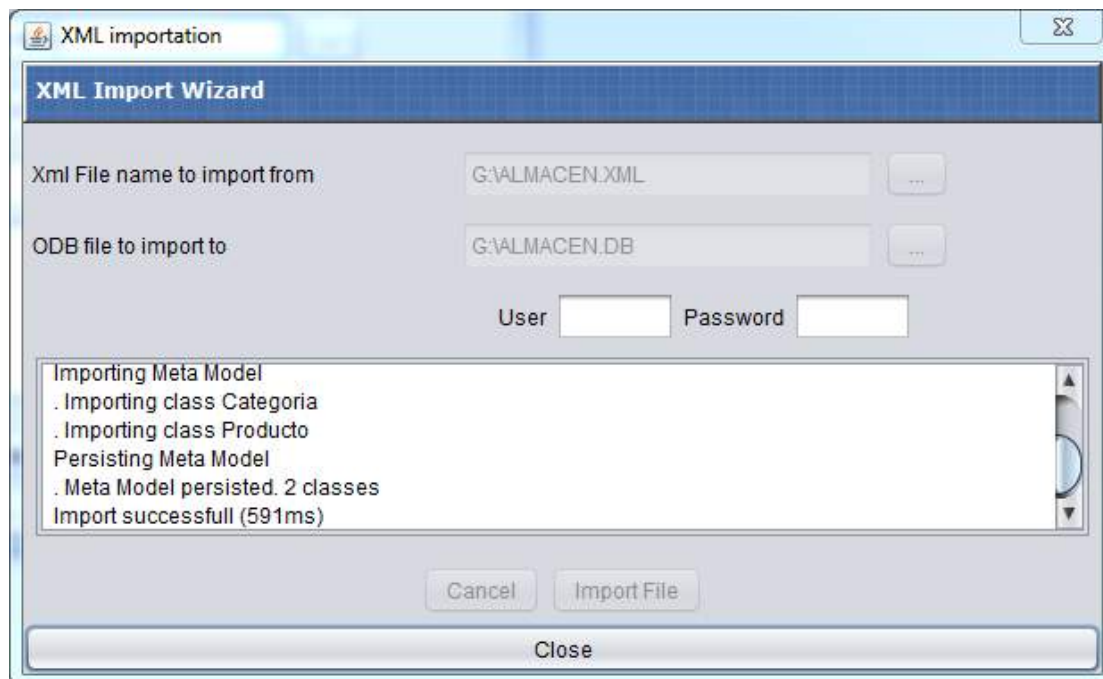 XML importation
XML Import Wizard
Xml File name to import from G:\ALMACEN.XML ...
ODB file to import to G:\ALMACEN.DB ...
User Password
Importing Meta Model
. Importing class Categoria
. Importing class Producto
Persisting Meta Model
. Meta Model persisted. 2 classes
Import successfull (591ms)
Cancel Import File
Close